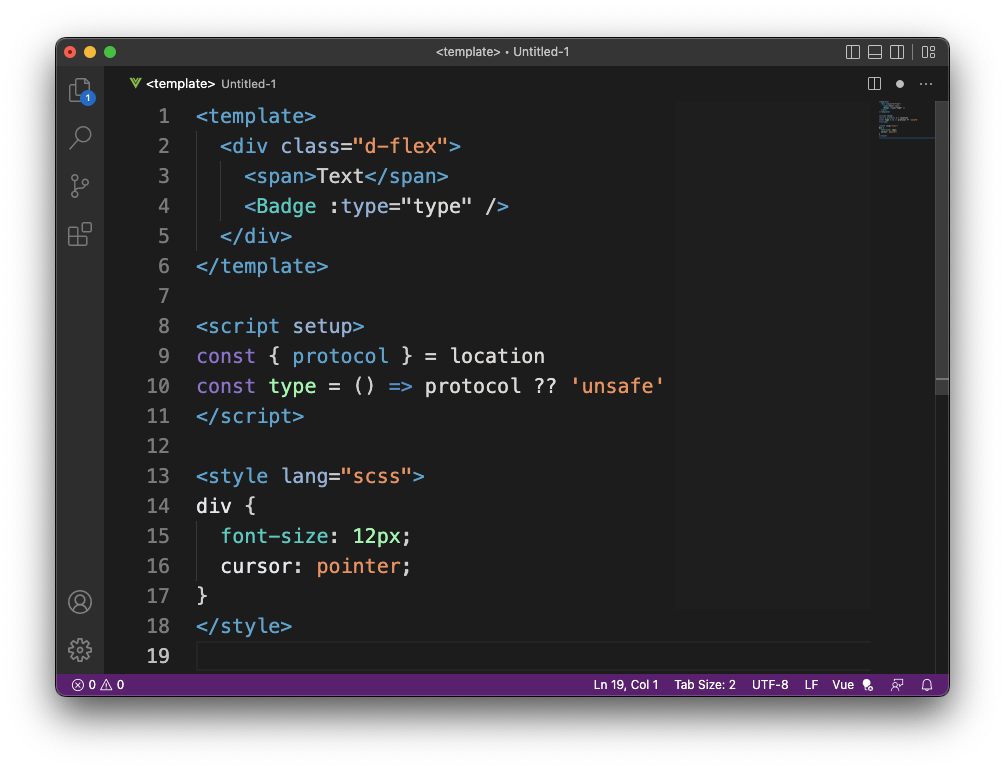 <template> • Untitled-1
<template> Untitled-1
1
1 <template>
2   <div class="d-flex">
3     <span>Text</span>
4     <Badge :type="type" />
5   </div>
6 </template>
7
8 <script setup>
9 const { protocol } = location
10 const type = () => protocol ?? 'unsafe'
11 </script>
12
13 <style lang="scss">
14 div {
15   font-size: 12px;
16   cursor: pointer;
17 }
18 </style>
19
0 0 Ln 19, Col 1 Tab Size: 2 UTF-8 LF Vue